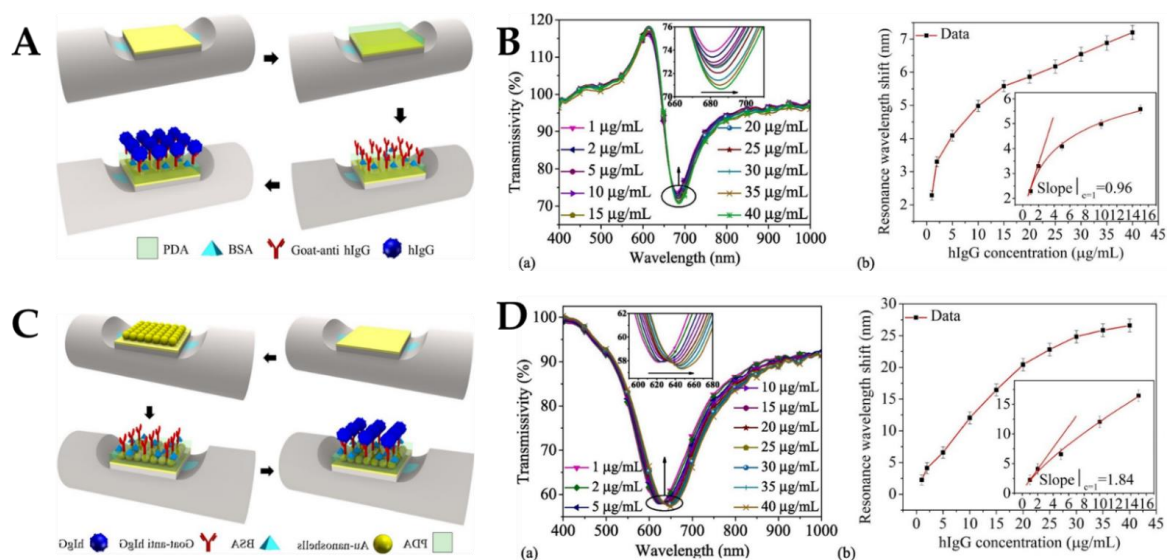 A
PDA BSA Goat-anti hIgG hIgG
B
Transmissivity (%)
120
110
100
90
80
70
400 500 600 700 800 900 1000
Wavelength (nm)
76
74
72
70
660 680 700
1 μg/mL 20 μg/mL
2 μg/mL 25 μg/mL
5 μg/mL 30 μg/mL
10 μg/mL 35 μg/mL
15 μg/mL 40 μg/mL
(a)
Resonance wavelength shift (nm)
7
6
5
4
3
2
Data
6
5
4
3
2
Slope|c=1=0.96
0 2 4 6 8 10 12 14 16
0 5 10 15 20 25 30 35 40 45
hIgG concentration (μg/mL)
(b)
C
hIgG Goat-anti hIgG BSA Au-nanoshells PDA
D
Transmissivity (%)
100
90
80
70
60
400 500 600 700 800 900 1000
Wavelength (nm)
62
60
58
600 620 640 660 680
10 μg/mL
15 μg/mL
20 μg/mL
25 μg/mL
1 μg/mL 30 μg/mL
2 μg/mL 35 μg/mL
5 μg/mL 40 μg/mL
(a)
Resonance wavelength shift (nm)
30
25
20
15
10
5
0
Data
15
10
5
0
Slope|c=1=1.84
0 2 4 6 8 10 12 14 16
0 5 10 15 20 25 30 35 40 45
hIgG concentration (μg/mL)
(b)